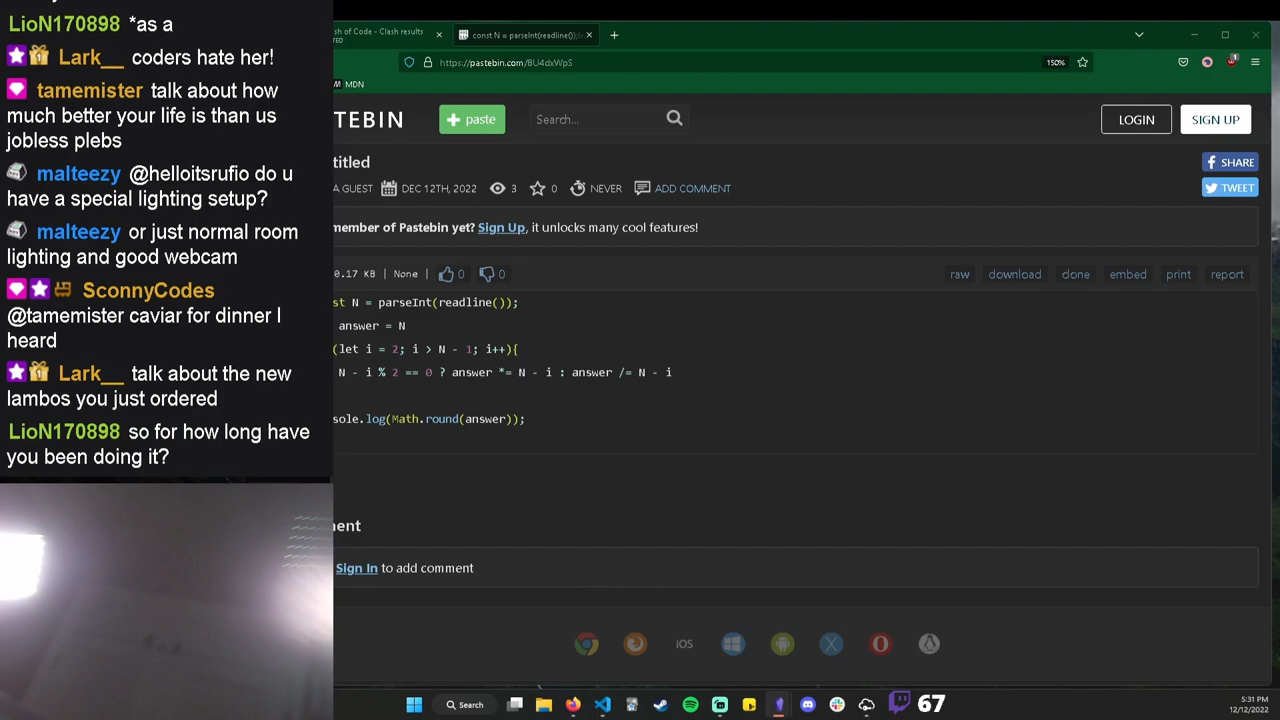 LioN170898 *as a
Lark__ coders hate her!
tamemister talk about how
much better your life is than us
jobless plebs
malteezy @helloitsrufio do u
have a special lighting setup?
malteezy or just normal room
lighting and good webcam
SconnyCodes
@tamemister caviar for dinner I
heard
Lark__ talk about the new
lambos you just ordered
LioN170898 so for how long have
you been doing it?
sh of Code - Clash results
const N = parseInt(readline());
https://pastebin.com/8U4dxWpS
150%
MDN
TEBIN
+ paste
Search...
LOGIN
SIGN UP
titled
SHARE
A GUEST DEC 12TH, 2022 3 0 NEVER ADD COMMENT
TWEET
member of Pastebin yet? Sign Up, it unlocks many cool features!
0.17 KB | None | 0 0
raw download clone embed print report
st N = parseInt(readline());
answer = N
(let i = 2; i > N - 1; i++){
N - i % 2 == 0 ? answer *= N - i : answer /= N - i
sole.log(Math.round(answer));
ment
Sign In to add comment
iOS
Search
67
5:31 PM
12/12/2022